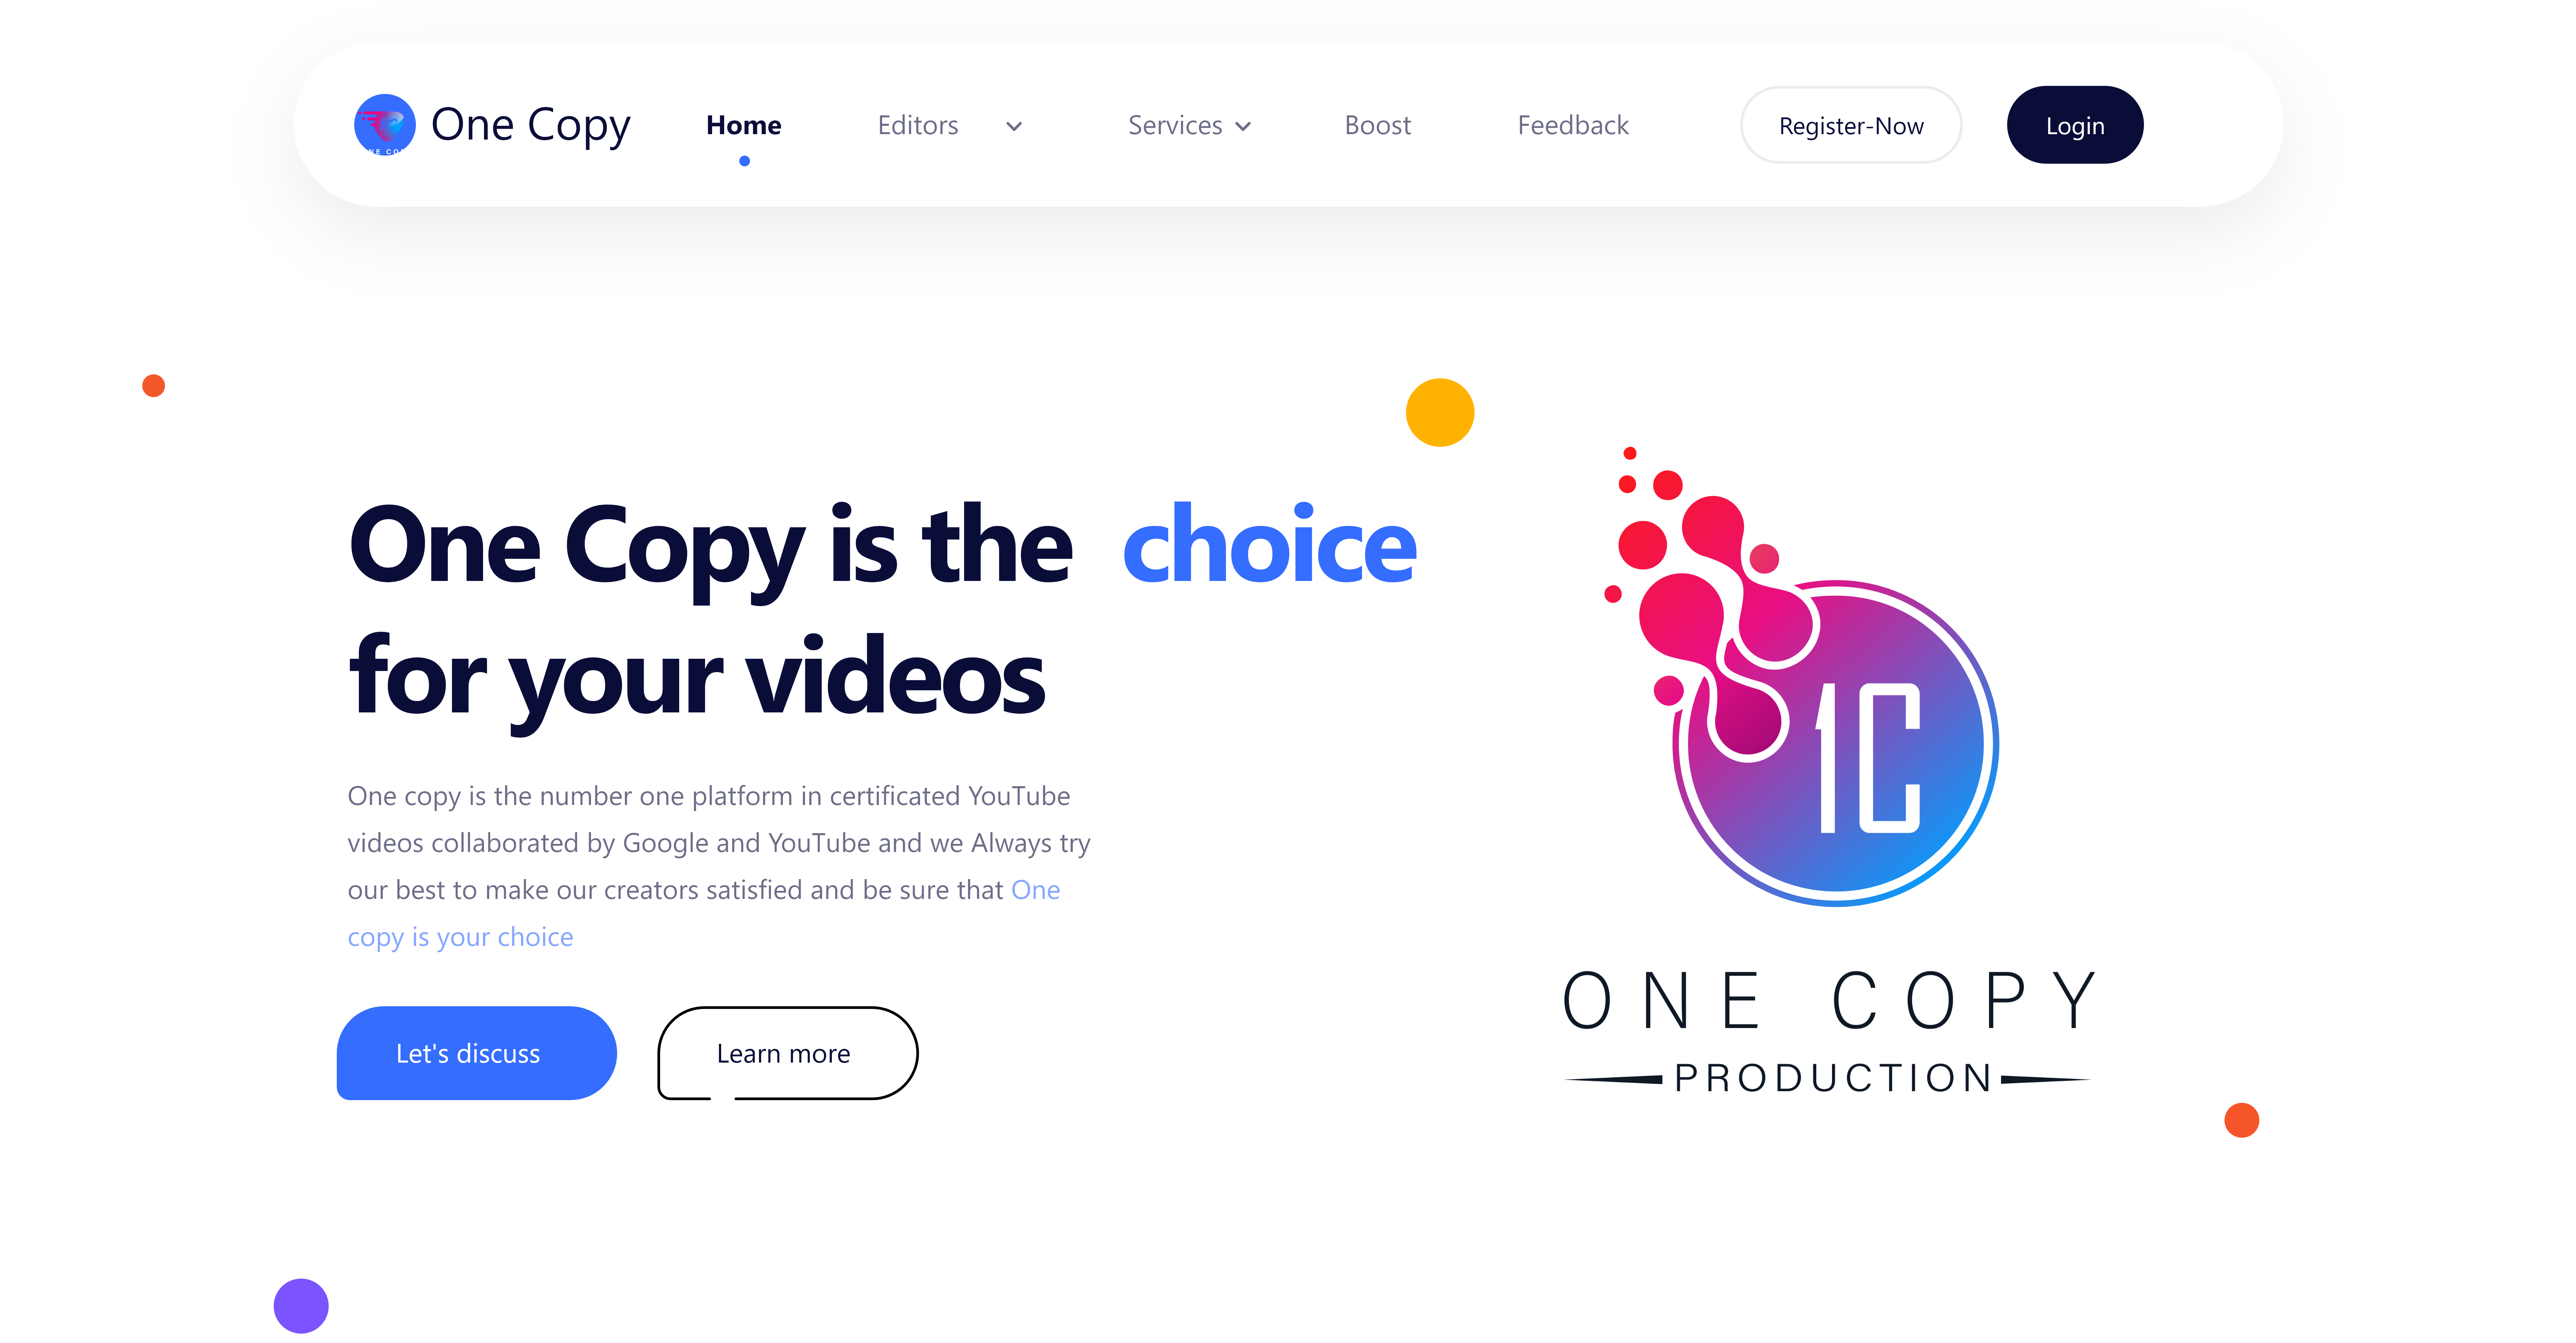 One Copy
Home
Editors
Services
Boost
Feedback
Register-Now
Login
One Copy is the choice
for your videos
One copy is the number one platform in certificated YouTube
videos collaborated by Google and YouTube and we Always try
our best to make our creators satisfied and be sure that One
copy is your choice
Let's discuss
Learn more
1C
ONE COPY
PRODUCTION